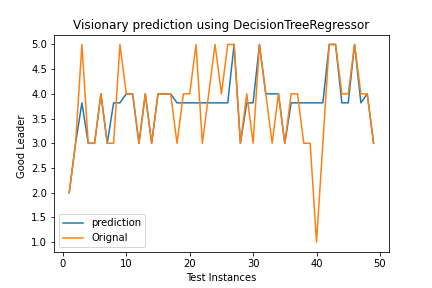 Visionary prediction using DecisionTreeRegressor
Good Leader
5.0
4.5
4.0
3.5
3.0
2.5
2.0
1.5
1.0
prediction
Orignal
0 10 20 30 40 50
Test Instances